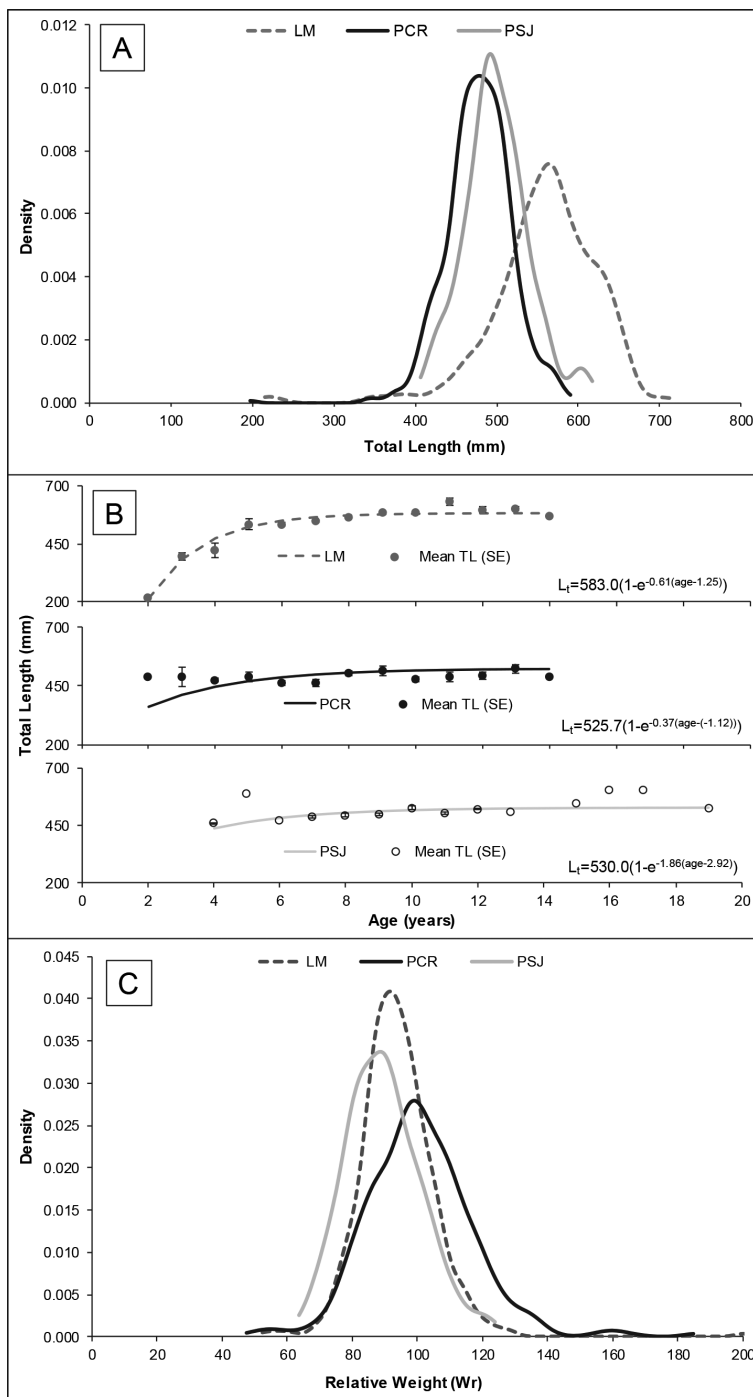 A
LM PCR PSJ
0.012
0.010
0.008
0.006
0.004
0.002
0.000
Density
0 100 200 300 400 500 600 700 800
Total Length (mm)
B
700
450
200
LM Mean TL (SE)
Lt=583.0(1-e-0.61(age-1.25))
700
450
200
PCR Mean TL (SE)
Lt=525.7(1-e-0.37(age-(-1.12)))
700
450
200
PSJ Mean TL (SE)
Lt=530.0(1-e-1.86(age-2.92))
Total Length (mm)
0 2 4 6 8 10 12 14 16 18 20
Age (years)
C
LM PCR PSJ
0.045
0.040
0.035
0.030
0.025
0.020
0.015
0.010
0.005
0.000
Density
0 20 40 60 80 100 120 140 160 180 200
Relative Weight (Wr)